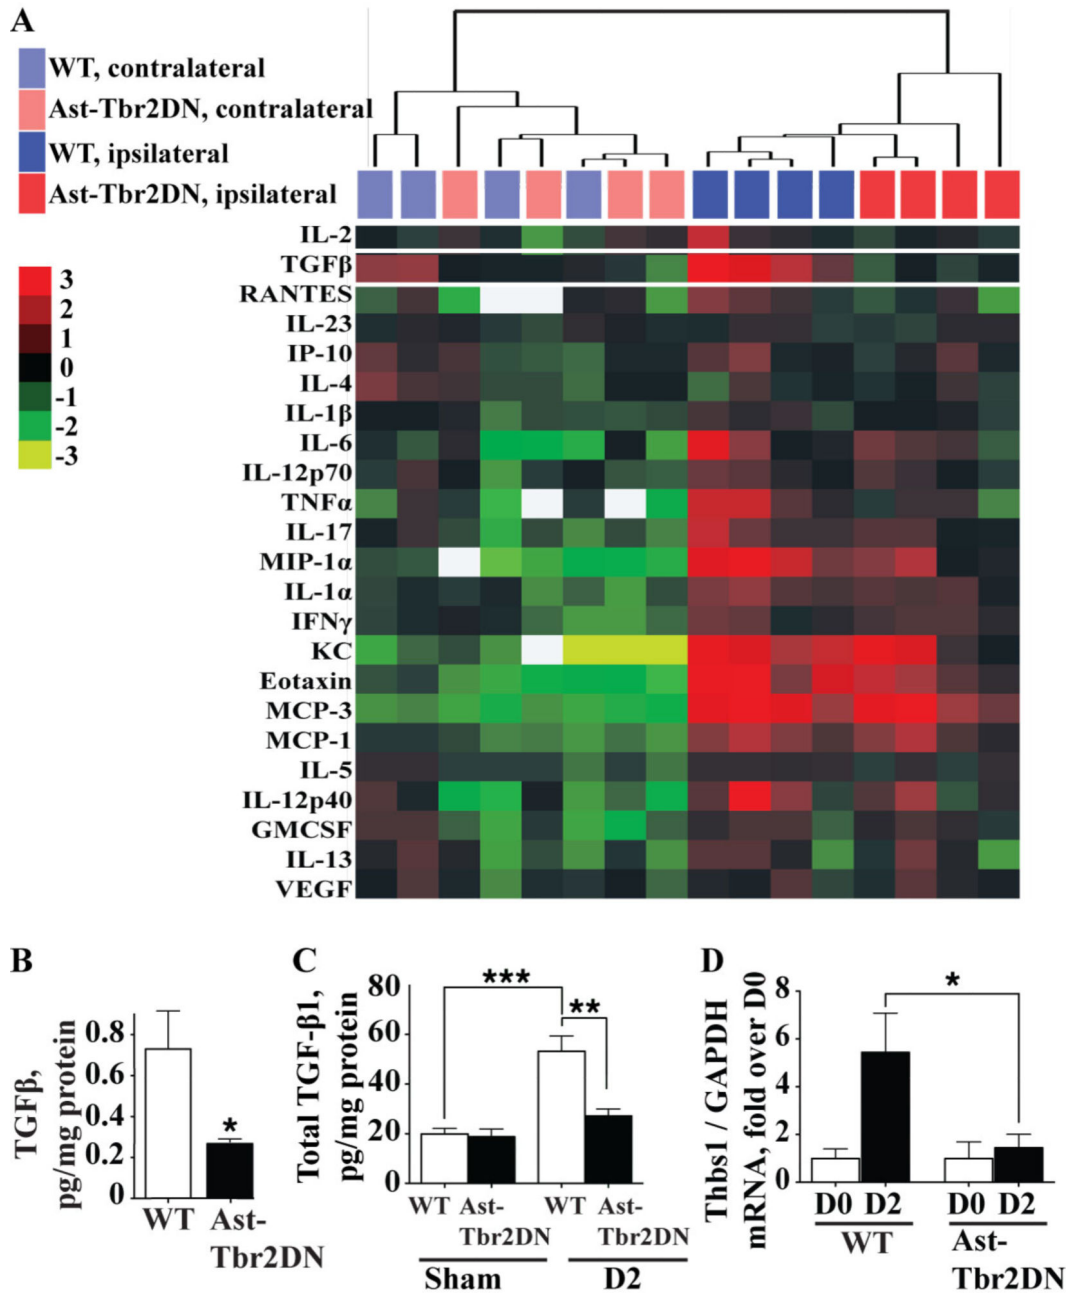 A
WT, contralateral
Ast-Tbr2DN, contralateral
WT, ipsilateral
Ast-Tbr2DN, ipsilateral
3
2
1
0
-1
-2
-3
IL-2
TGFβ
RANTES
IL-23
IP-10
IL-4
IL-1β
IL-6
IL-12p70
TNFα
IL-17
MIP-1α
IL-1α
IFNγ
KC
Eotaxin
MCP-3
MCP-1
IL-5
IL-12p40
GMCSF
IL-13
VEGF
B
TGFβ,
pg/mg protein
0.8
0.6
0.4
0.2
0
*
WT
Ast-
Tbr2DN
C
Total TGF-β1,
pg/mg protein
80
60
40
20
0
***
**
WT Ast- WT Ast-
Tbr2DN Tbr2DN
Sham D2
D
Thbs1 / GAPDH
mRNA, fold over D0
8
6
4
2
0
*
D0 D2 D0 D2
WT Ast-
Tbr2DN